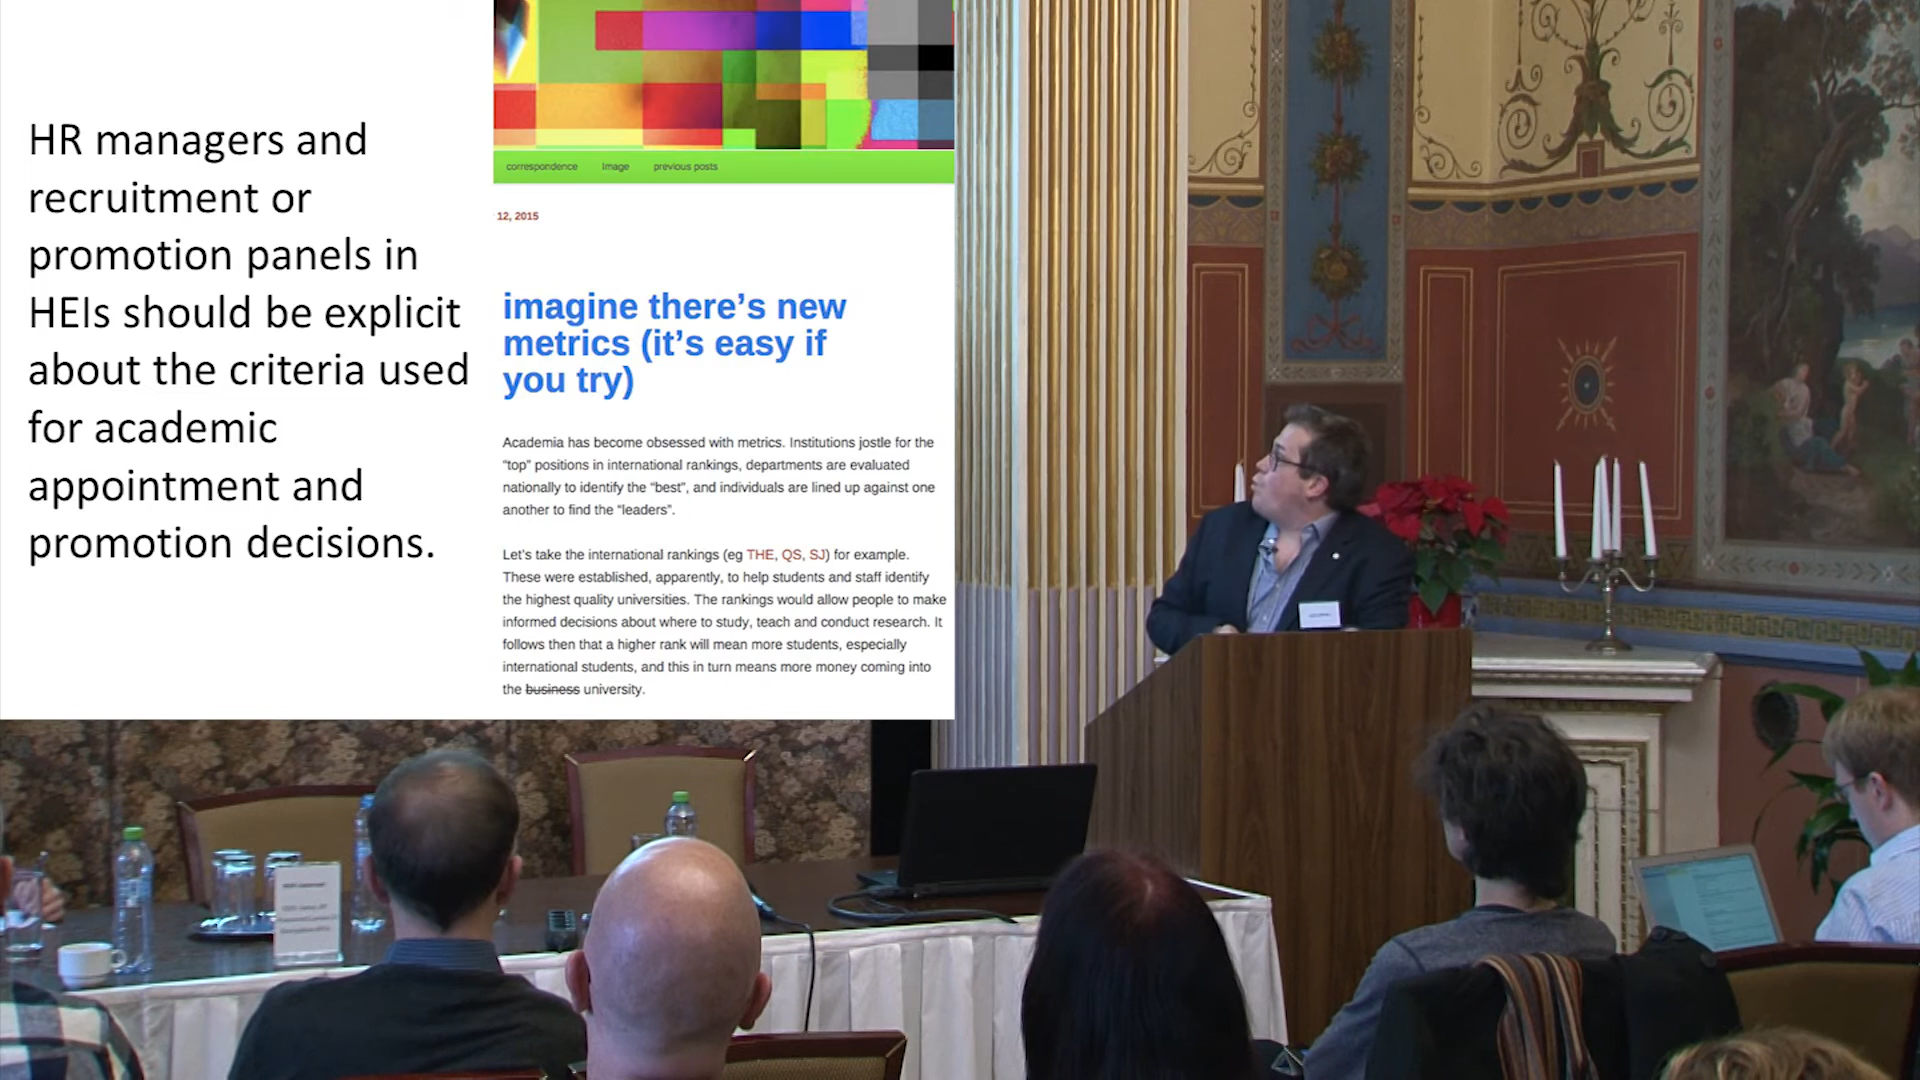 HR managers and
recruitment or
promotion panels in
HEIs should be explicit
about the criteria used
for academic
appointment and
promotion decisions.
correspondence Image previous posts
12, 2015
imagine there's new
metrics (it's easy if
you try)
Academia has become obsessed with metrics. Institutions jostle for the
“top” positions in international rankings, departments are evaluated
nationally to identify the “best”, and individuals are lined up against one
another to find the “leaders”.
Let's take the international rankings (eg THE, QS, SJ) for example.
These were established, apparently, to help students and staff identify
the highest quality universities. The rankings would allow people to make
informed decisions about where to study, teach and conduct research. It
follows then that a higher rank will mean more students, especially
international students, and this in turn means more money coming into
the business university.